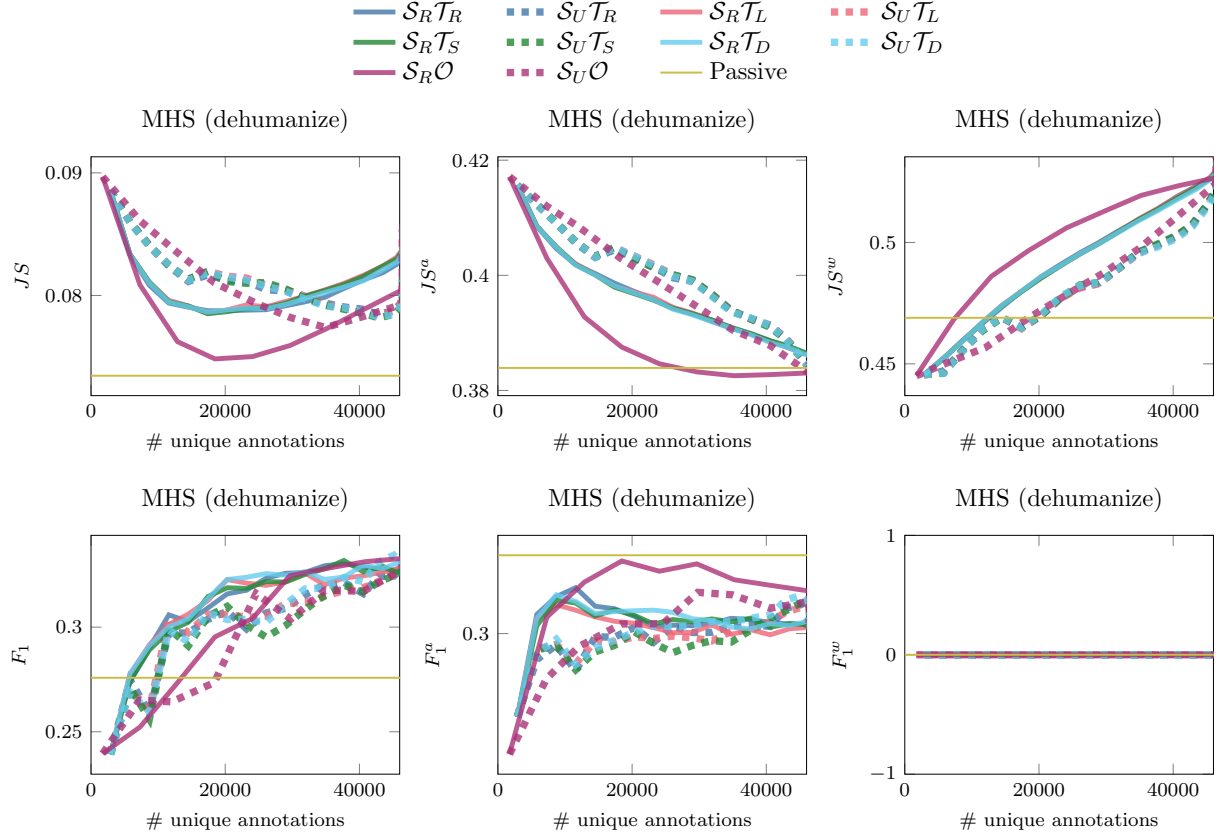 S_R T_R S_U T_R S_R T_L S_U T_L
S_R T_S S_U T_S S_R T_D S_U T_D
S_R O S_U O Passive
MHS (dehumanize) MHS (dehumanize) MHS (dehumanize)
JS 0.09 0.08
0 20000 40000
# unique annotations
JS^a 0.42 0.4 0.38
0 20000 40000
# unique annotations
JS^w 0.5 0.45
0 20000 40000
# unique annotations
MHS (dehumanize) MHS (dehumanize) MHS (dehumanize)
F_1 0.3 0.25
0 20000 40000
# unique annotations
F_1^a 0.3
0 20000 40000
# unique annotations
F_1^w 1 0 −1
0 20000 40000
# unique annotations